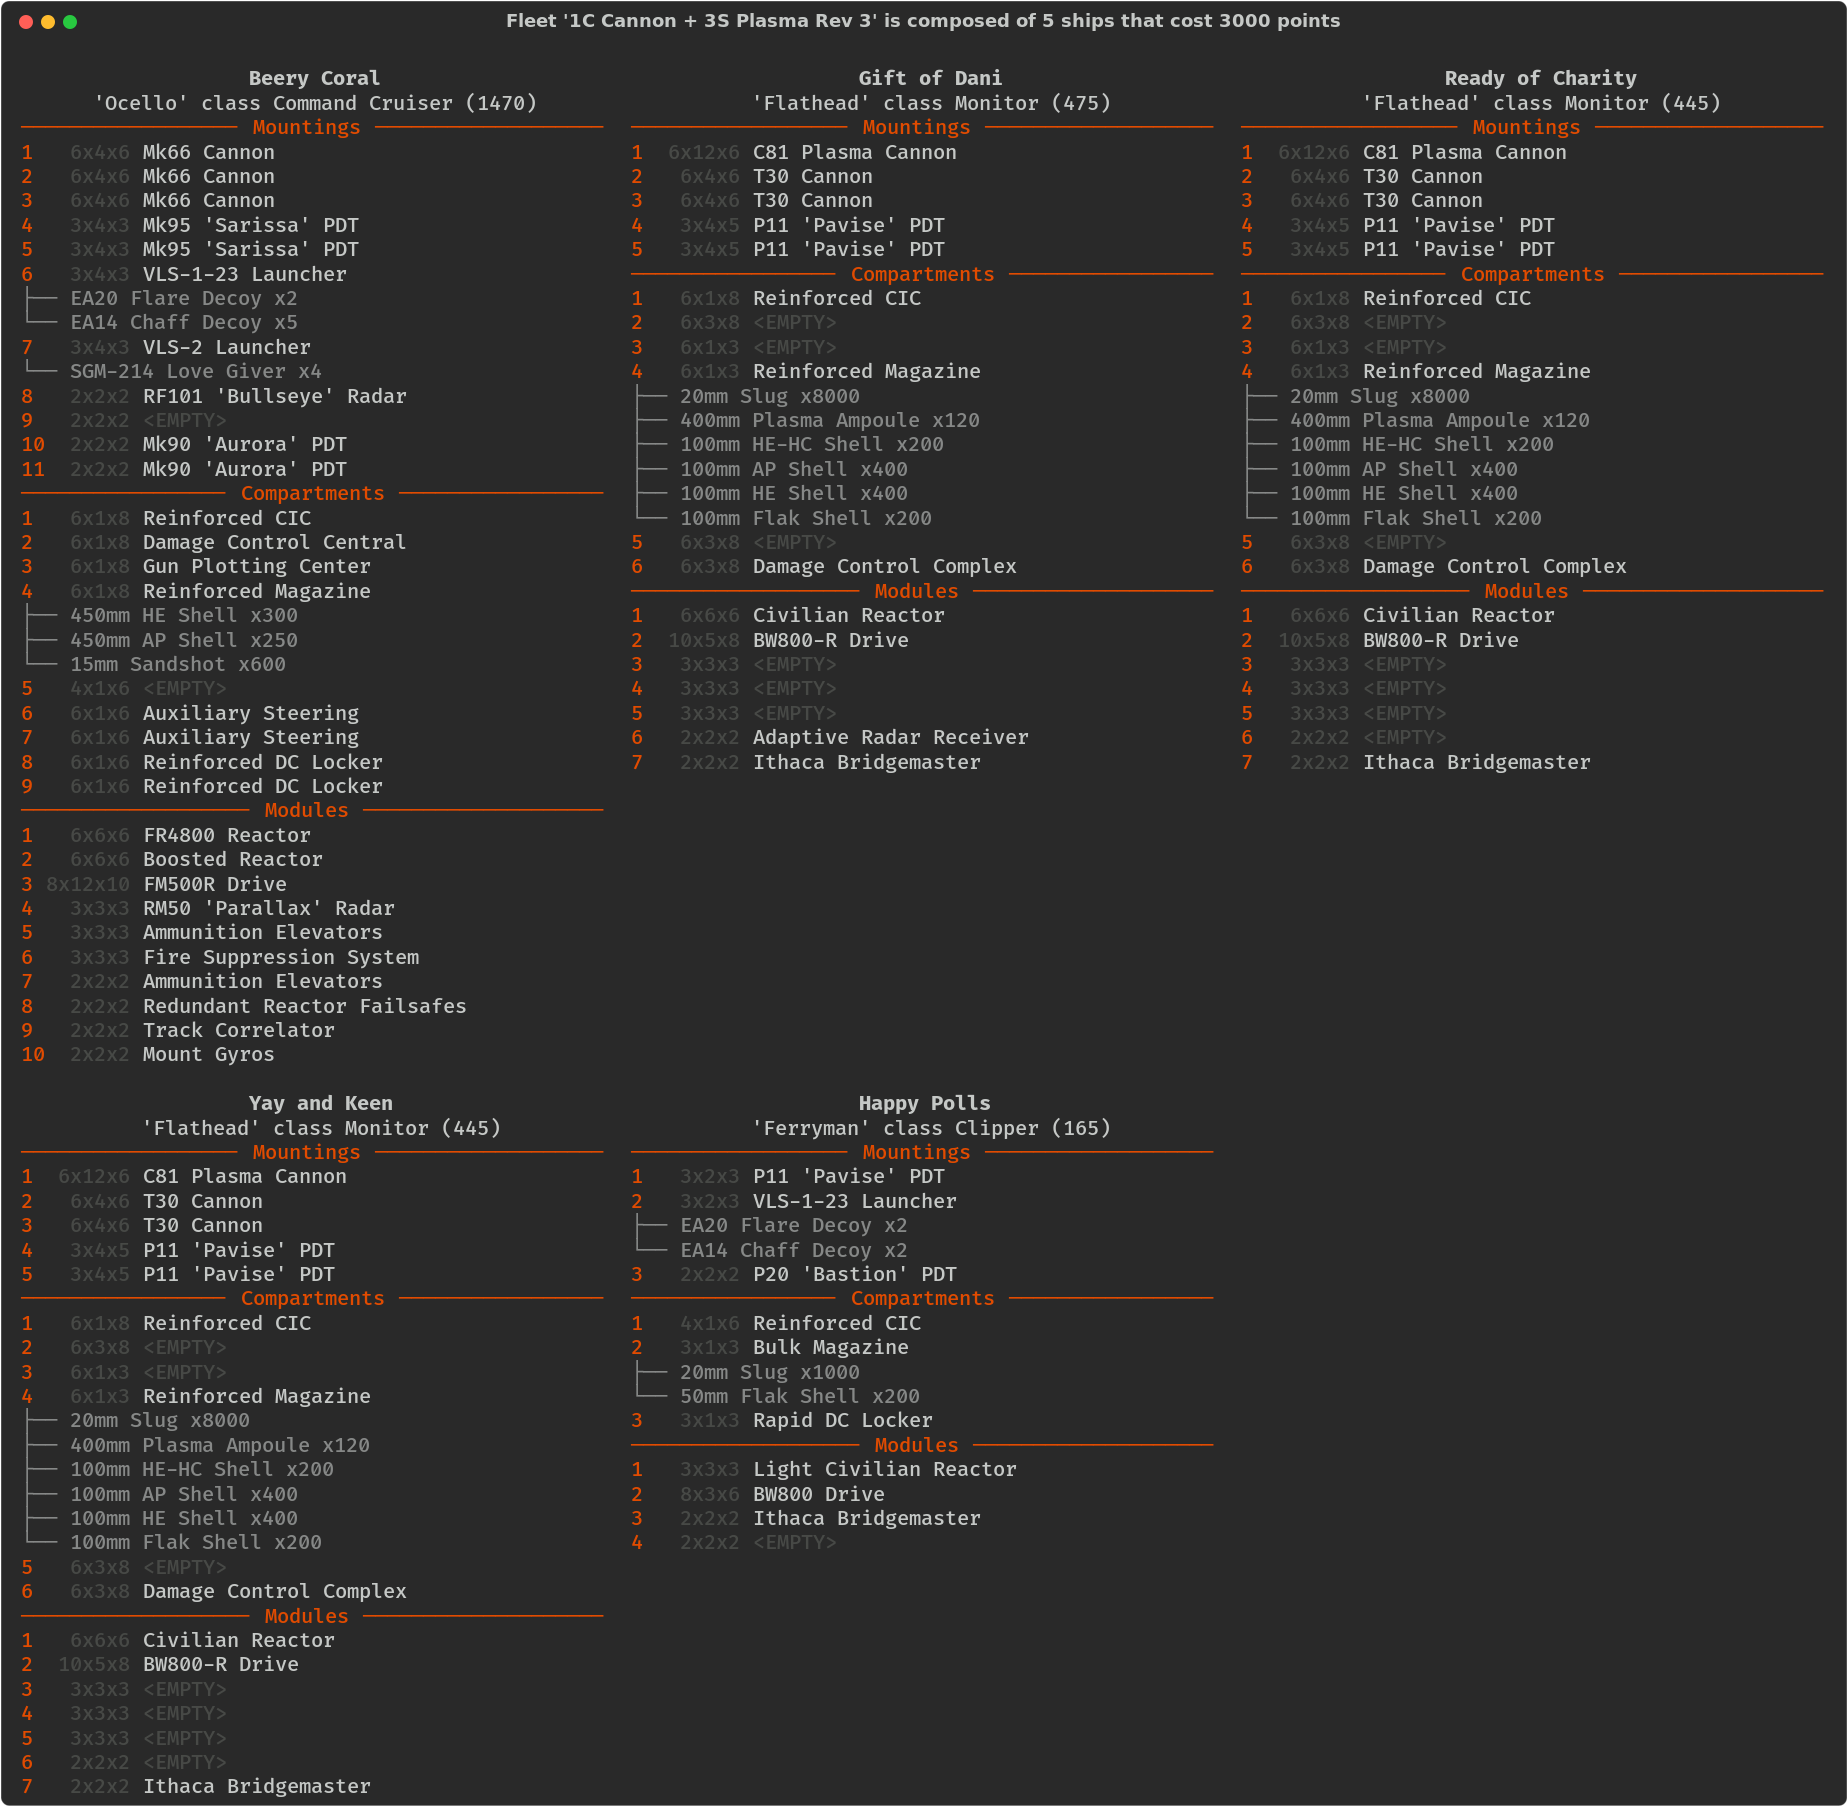 Fleet '1C Cannon + 3S Plasma Rev 3' is composed of 5 ships that cost 3000 points
Beery Coral
'Ocello' class Command Cruiser (1470)
Mountings
1 6x4x6 Mk66 Cannon
2 6x4x6 Mk66 Cannon
3 6x4x6 Mk66 Cannon
4 3x4x3 Mk95 'Sarissa' PDT
5 3x4x3 Mk95 'Sarissa' PDT
6 3x4x3 VLS-1-23 Launcher
EA20 Flare Decoy x2
EA14 Chaff Decoy x5
7 3x4x3 VLS-2 Launcher
SGM-214 Love Giver x4
8 2x2x2 RF101 'Bullseye' Radar
9 2x2x2 <EMPTY>
10 2x2x2 Mk90 'Aurora' PDT
11 2x2x2 Mk90 'Aurora' PDT
Compartments
1 6x1x8 Reinforced CIC
2 6x1x8 Damage Control Central
3 6x1x8 Gun Plotting Center
4 6x1x8 Reinforced Magazine
450mm HE Shell x300
450mm AP Shell x250
15mm Sandshot x600
5 4x1x6 <EMPTY>
6 6x1x6 Auxiliary Steering
7 6x1x6 Auxiliary Steering
8 6x1x6 Reinforced DC Locker
9 6x1x6 Reinforced DC Locker
Modules
1 6x6x6 FR4800 Reactor
2 6x6x6 Boosted Reactor
3 8x12x10 FM500R Drive
4 3x3x3 RM50 'Parallax' Radar
5 3x3x3 Ammunition Elevators
6 3x3x3 Fire Suppression System
7 2x2x2 Ammunition Elevators
8 2x2x2 Redundant Reactor Failsafes
9 2x2x2 Track Correlator
10 2x2x2 Mount Gyros
Gift of Dani
'Flathead' class Monitor (475)
Mountings
1 6x12x6 C81 Plasma Cannon
2 6x4x6 T30 Cannon
3 6x4x6 T30 Cannon
4 3x4x5 P11 'Pavise' PDT
5 3x4x5 P11 'Pavise' PDT
Compartments
1 6x1x8 Reinforced CIC
2 6x3x8 <EMPTY>
3 6x1x3 <EMPTY>
4 6x1x3 Reinforced Magazine
20mm Slug x8000
400mm Plasma Ampoule x120
100mm HE-HC Shell x200
100mm AP Shell x400
100mm HE Shell x400
100mm Flak Shell x200
5 6x3x8 <EMPTY>
6 6x3x8 Damage Control Complex
Modules
1 6x6x6 Civilian Reactor
2 10x5x8 BW800-R Drive
3 3x3x3 <EMPTY>
4 3x3x3 <EMPTY>
5 3x3x3 <EMPTY>
6 2x2x2 Adaptive Radar Receiver
7 2x2x2 Ithaca Bridgemaster
Ready of Charity
'Flathead' class Monitor (445)
Mountings
1 6x12x6 C81 Plasma Cannon
2 6x4x6 T30 Cannon
3 6x4x6 T30 Cannon
4 3x4x5 P11 'Pavise' PDT
5 3x4x5 P11 'Pavise' PDT
Compartments
1 6x1x8 Reinforced CIC
2 6x3x8 <EMPTY>
3 6x1x3 <EMPTY>
4 6x1x3 Reinforced Magazine
20mm Slug x8000
400mm Plasma Ampoule x120
100mm HE-HC Shell x200
100mm AP Shell x400
100mm HE Shell x400
100mm Flak Shell x200
5 6x3x8 <EMPTY>
6 6x3x8 Damage Control Complex
Modules
1 6x6x6 Civilian Reactor
2 10x5x8 BW800-R Drive
3 3x3x3 <EMPTY>
4 3x3x3 <EMPTY>
5 3x3x3 <EMPTY>
6 2x2x2 <EMPTY>
7 2x2x2 Ithaca Bridgemaster
Yay and Keen
'Flathead' class Monitor (445)
Mountings
1 6x12x6 C81 Plasma Cannon
2 6x4x6 T30 Cannon
3 6x4x6 T30 Cannon
4 3x4x5 P11 'Pavise' PDT
5 3x4x5 P11 'Pavise' PDT
Compartments
1 6x1x8 Reinforced CIC
2 6x3x8 <EMPTY>
3 6x1x3 <EMPTY>
4 6x1x3 Reinforced Magazine
20mm Slug x8000
400mm Plasma Ampoule x120
100mm HE-HC Shell x200
100mm AP Shell x400
100mm HE Shell x400
100mm Flak Shell x200
5 6x3x8 <EMPTY>
6 6x3x8 Damage Control Complex
Modules
1 6x6x6 Civilian Reactor
2 10x5x8 BW800-R Drive
3 3x3x3 <EMPTY>
4 3x3x3 <EMPTY>
5 3x3x3 <EMPTY>
6 2x2x2 <EMPTY>
7 2x2x2 Ithaca Bridgemaster
Happy Polls
'Ferryman' class Clipper (165)
Mountings
1 3x2x3 P11 'Pavise' PDT
2 3x2x3 VLS-1-23 Launcher
EA20 Flare Decoy x2
EA14 Chaff Decoy x2
3 2x2x2 P20 'Bastion' PDT
Compartments
1 4x1x6 Reinforced CIC
2 3x1x3 Bulk Magazine
20mm Slug x1000
50mm Flak Shell x200
3 3x1x3 Rapid DC Locker
Modules
1 3x3x3 Light Civilian Reactor
2 8x3x6 BW800 Drive
3 2x2x2 Ithaca Bridgemaster
4 2x2x2 <EMPTY>